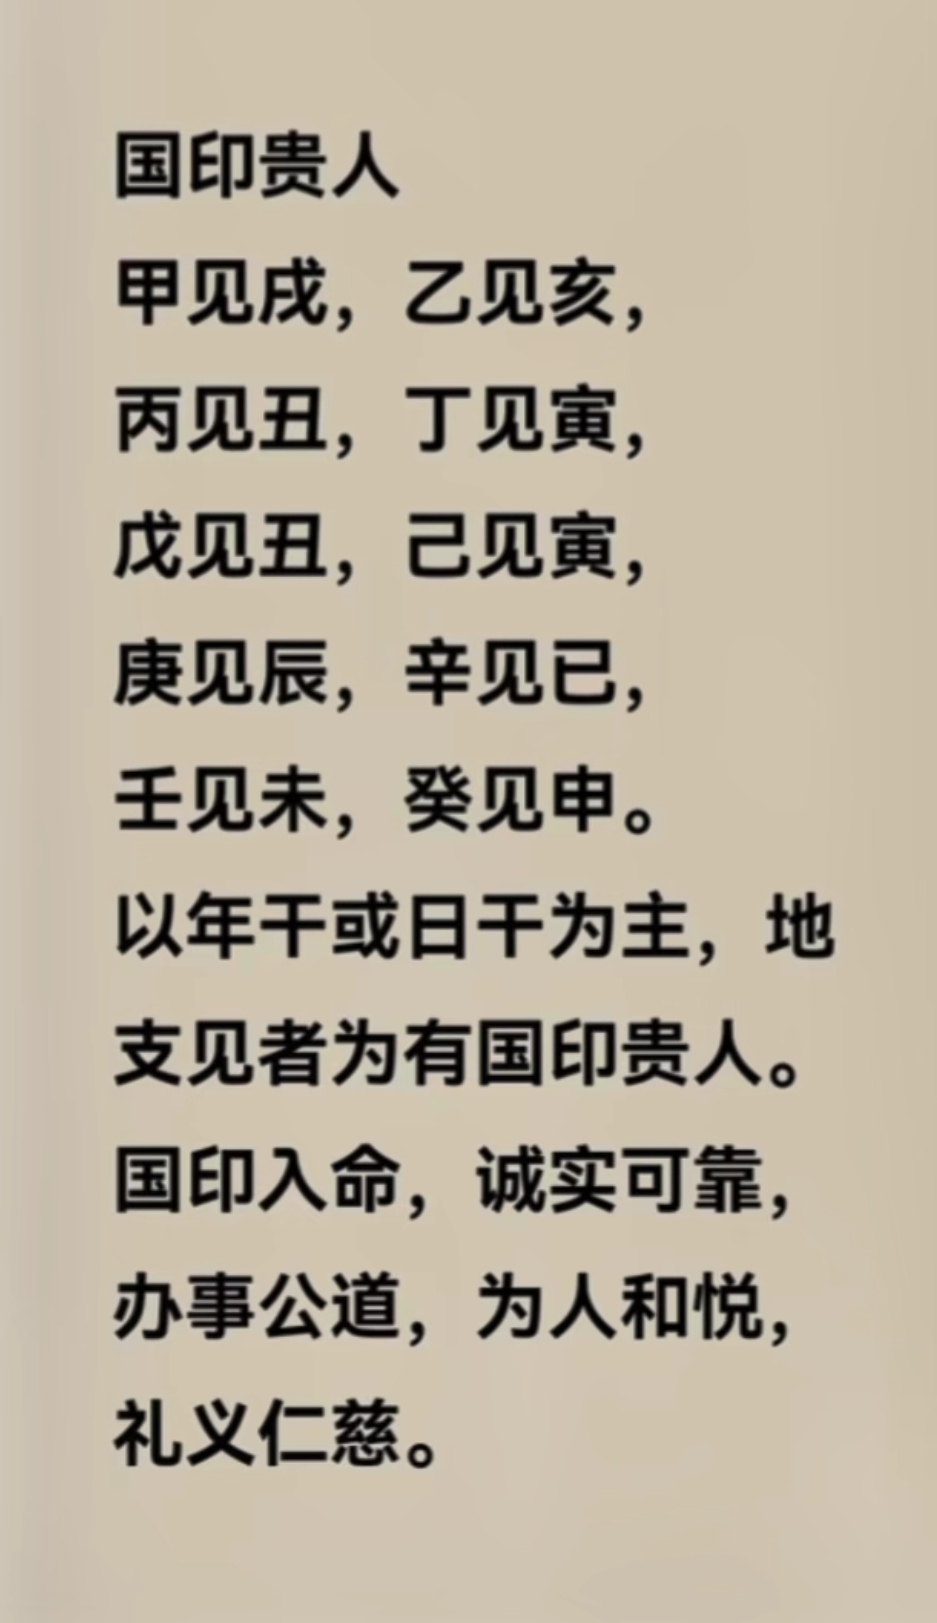 国印贵人
甲见戌，乙见亥，
丙见丑，丁见寅，
戊见丑，己见寅，
庚见辰，辛见已，
壬见未，癸见申。
以年干或日干为主，地
支见者为有国印贵人。
国印入命，诚实可靠，
办事公道，为人和悦，
礼义仁慈。